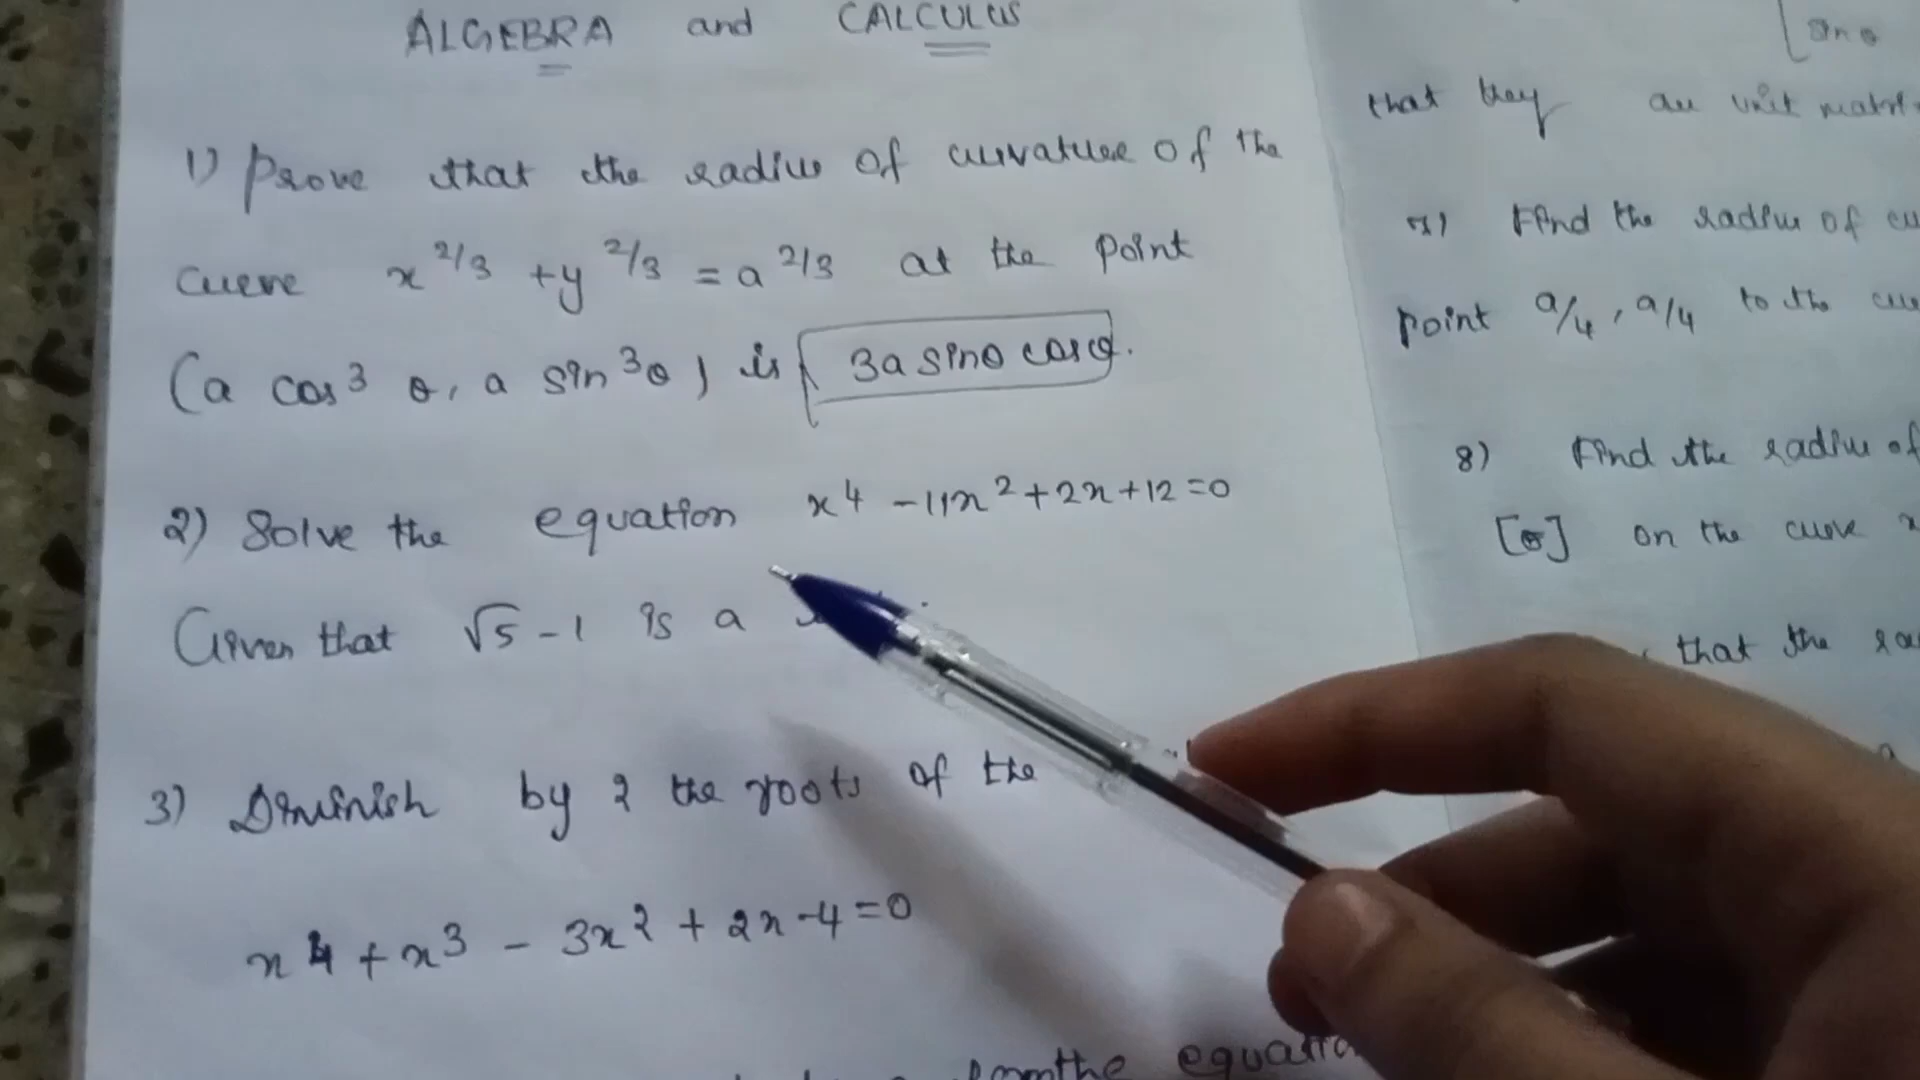 ALGEBRA and CALCULUS
1) Prove that the radius of curvature of the
curve x^2/3 + y^2/3 = a^2/3 at the point
(a cos^3 θ, a sin^3 θ) is 3a sinθ cosθ.
2) Solve the equation x^4 - 11x^2 + 2x + 12 = 0
Given that √5 - 1 is a
3) Diminish by 2 the roots of the
x^4 + x^3 - 3x^2 + 2x - 4 = 0
the equation
sin θ
that they are unit
7) Find the radius of
point a/4, a/4 to the
8) Find the radius of
[θ] on the curve
that the